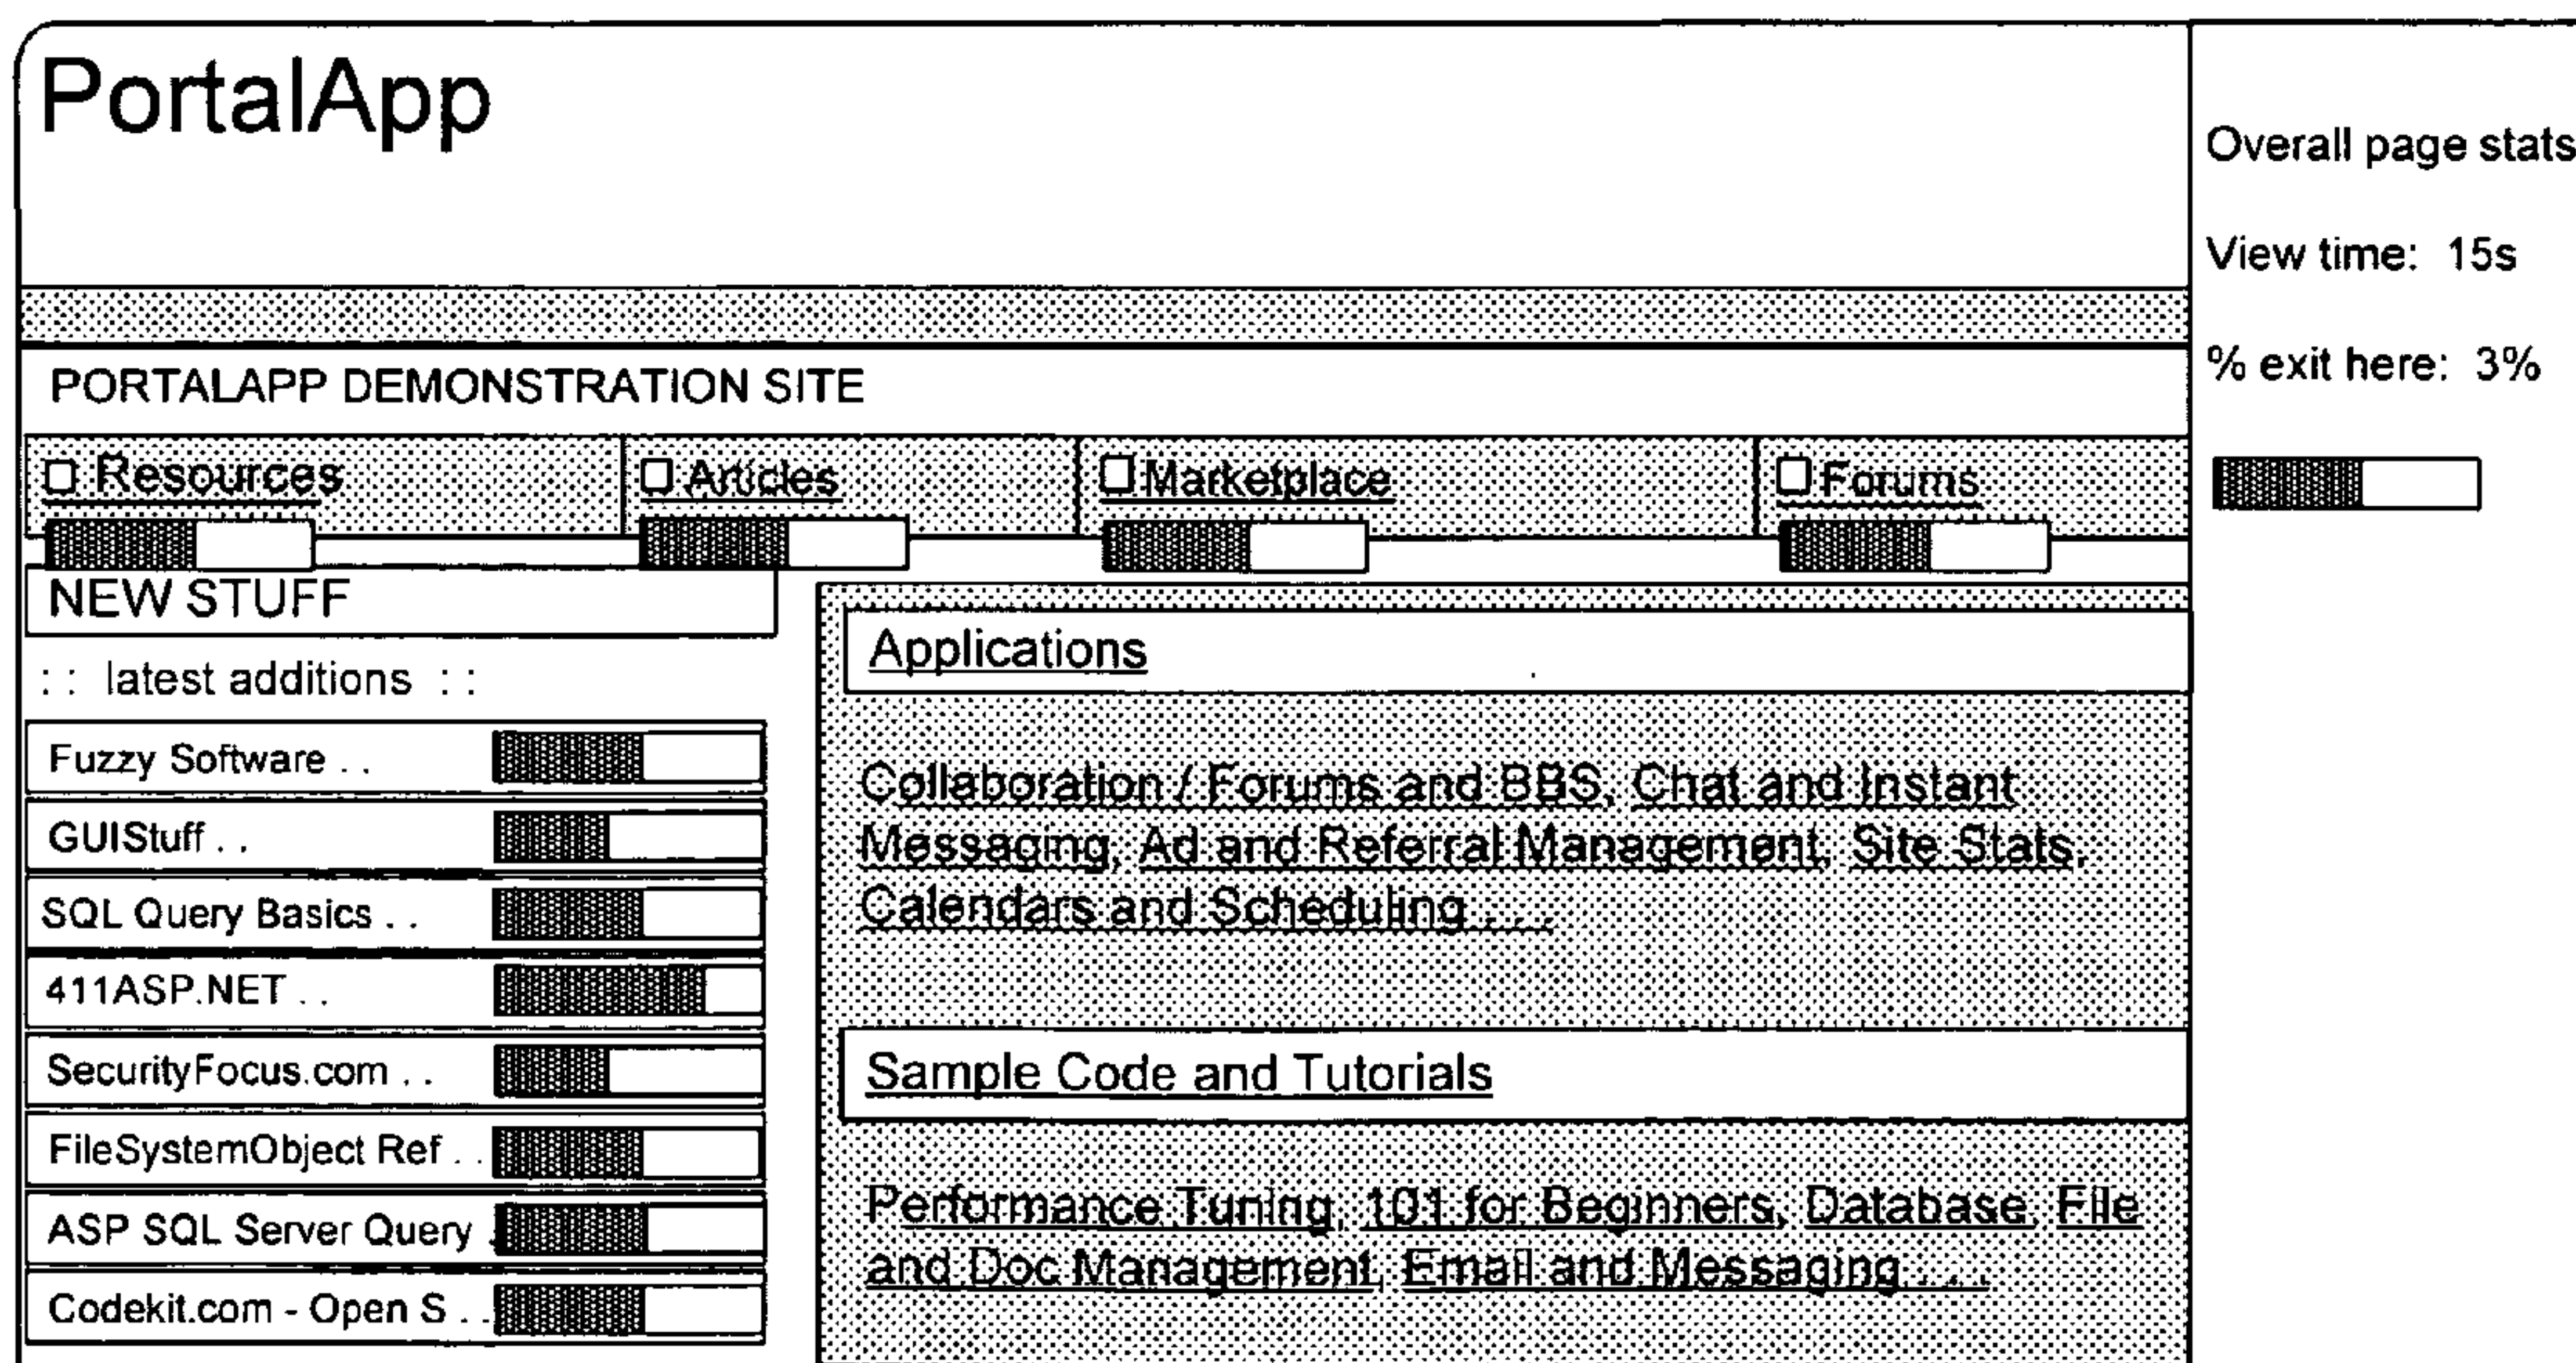 PortalApp
Overall page stats
View time: 15s
% exit here: 3%
PORTALAPP DEMONSTRATION SITE
Resources
Articles
Marketplace
Forums
NEW STUFF
: : latest additions : :
Fuzzy Software . .
GUIStuff . .
SQL Query Basics . .
411ASP.NET . .
SecurityFocus.com . .
FileSystemObject Ref . .
ASP SQL Server Query .
Codekit.com - Open S . .
Applications
Collaboration / Forums and BBS, Chat and Instant
Messaging, Ad and Referral Management, Site Stats,
Calendars and Scheduling . . .
Sample Code and Tutorials
Performance Tuning, 101 for Beginners, Database, File
and Doc Management, Email and Messaging . . . .